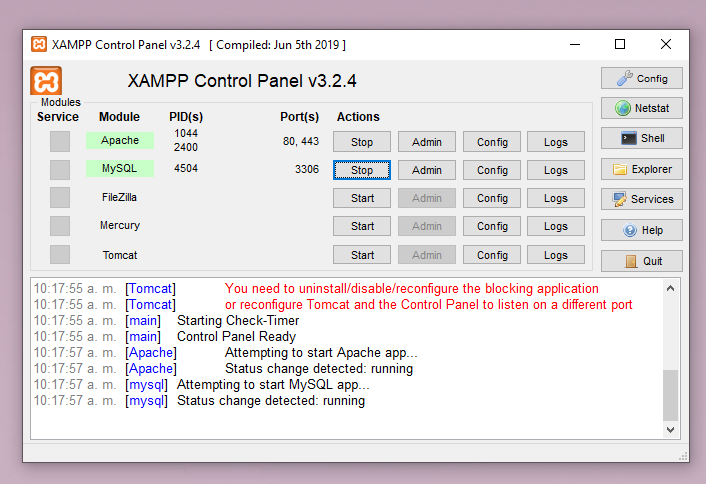 XAMPP Control Panel v3.2.4 [ Compiled: Jun 5th 2019 ]
XAMPP Control Panel v3.2.4
Config
Modules
Service Module PID(s) Port(s) Actions
Apache 1044 2400 80, 443 Stop Admin Config Logs
Netstat
Shell
MySQL 4504 3306 Stop Admin Config Logs
Explorer
FileZilla Start Admin Config Logs
Services
Mercury Start Admin Config Logs
Help
Tomcat Start Admin Config Logs
Quit
10:17:55 a. m. [Tomcat] You need to uninstall/disable/reconfigure the blocking application
10:17:55 a. m. [Tomcat] or reconfigure Tomcat and the Control Panel to listen on a different port
10:17:55 a. m. [main] Starting Check-Timer
10:17:55 a. m. [main] Control Panel Ready
10:17:57 a. m. [Apache] Attempting to start Apache app...
10:17:57 a. m. [Apache] Status change detected: running
10:17:57 a. m. [mysql] Attempting to start MySQL app...
10:17:57 a. m. [mysql] Status change detected: running